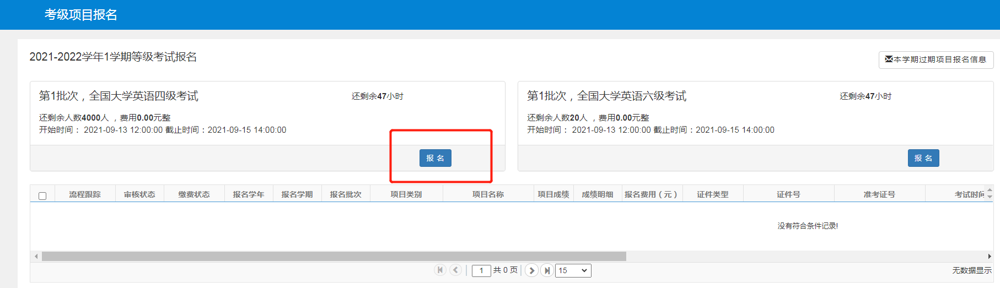 考级项目报名
2021-2022学年1学期等级考试报名
本学期过期项目报名信息
第1批次，全国大学英语四级考试
还剩余47小时
还剩余人数4000人 ，费用0.00元整
开始时间： 2021-09-13 12:00:00 截止时间：2021-09-15 14:00:00
报 名
第1批次，全国大学英语六级考试
还剩余47小时
还剩余人数20人 ，费用0.00元整
开始时间： 2021-09-13 12:00:00 截止时间：2021-09-15 14:00:00
报 名
流程跟踪 审核状态 缴费状态 报名学年 报名学期 报名批次 项目类别 项目名称 项目成绩 成绩明细 报名费用（元） 证件类型 证件号 准考证号 考试时间
没有符合条件记录!
1 共 0 页 15 无数据显示